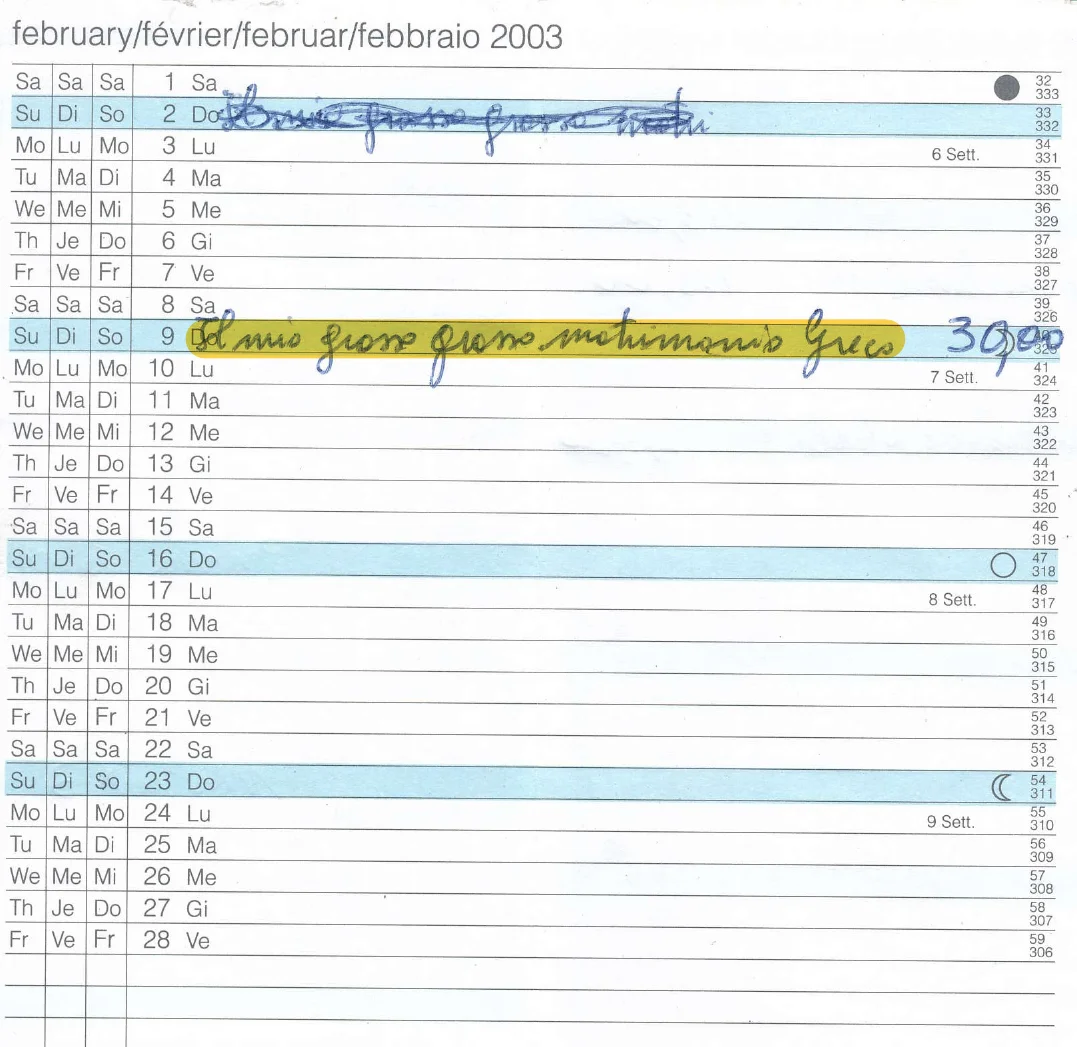 february/février/februar/febbraio 2003
Sa Sa Sa 1 Sa 32 333
Su Di So 2 Do Il mio grosso grosso matri 33 332
Mo Lu Mo 3 Lu 6 Sett. 34 331
Tu Ma Di 4 Ma 35 330
We Me Mi 5 Me 36 329
Th Je Do 6 Gi 37 328
Fr Ve Fr 7 Ve 38 327
Sa Sa Sa 8 Sa 39 326
Su Di So 9 Do Il mio grosso grosso matrimonio Greco
Mo Lu Mo 10 Lu 7 Sett. 41 324
Tu Ma Di 11 Ma 42 323
We Me Mi 12 Me 43 322
Th Je Do 13 Gi 44 321
Fr Ve Fr 14 Ve 45 320
Sa Sa Sa 15 Sa 46 319
Su Di So 16 Do 47 318
Mo Lu Mo 17 Lu 8 Sett. 48 317
Tu Ma Di 18 Ma 49 316
We Me Mi 19 Me 50 315
Th Je Do 20 Gi 51 314
Fr Ve Fr 21 Ve 52 313
Sa Sa Sa 22 Sa 53 312
Su Di So 23 Do 54 311
Mo Lu Mo 24 Lu 9 Sett. 55 310
Tu Ma Di 25 Ma 56 309
We Me Mi 26 Me 57 308
Th Je Do 27 Gi 58 307
Fr Ve Fr 28 Ve 59 306